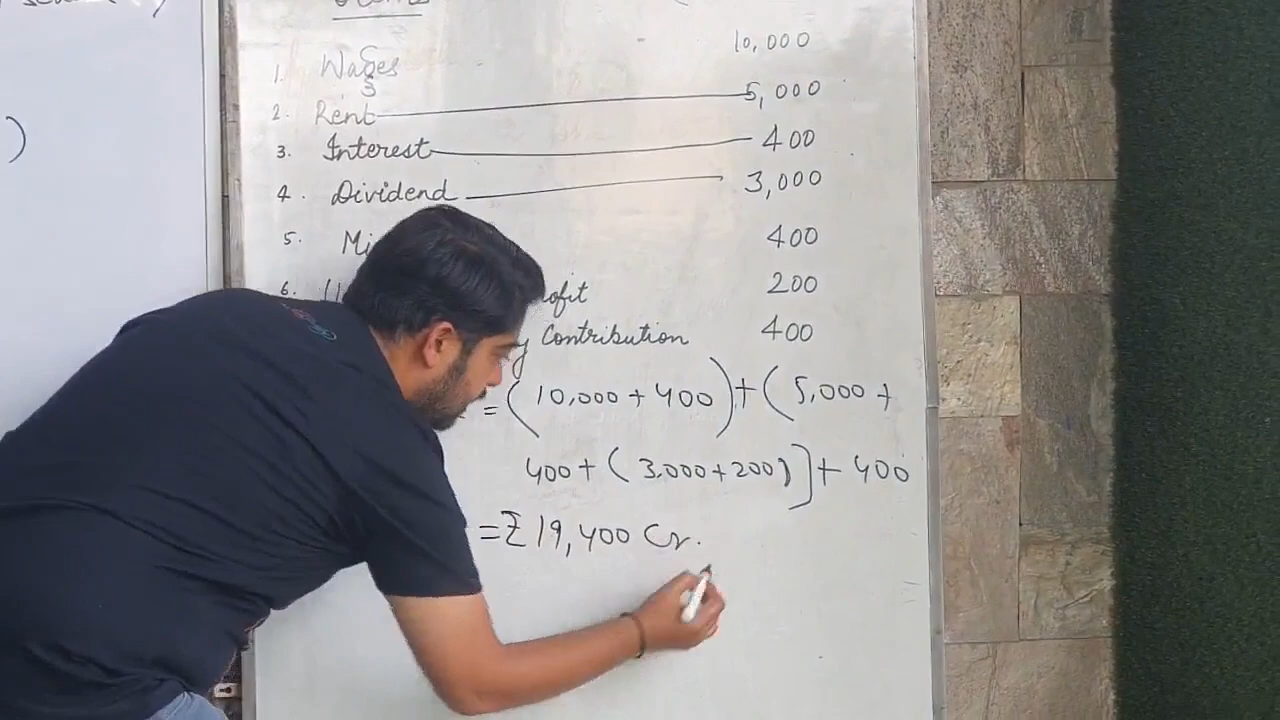 1. Wages 10,000
2. Rent 5,000
3. Interest 400
4. Dividend 3,000
5. Mi 400
6. ofit 200
y Contribution 400
= (10,000 + 400) + (5,000 +
400 + (3,000 + 200)] + 400
= ₹ 19,400 Cr.